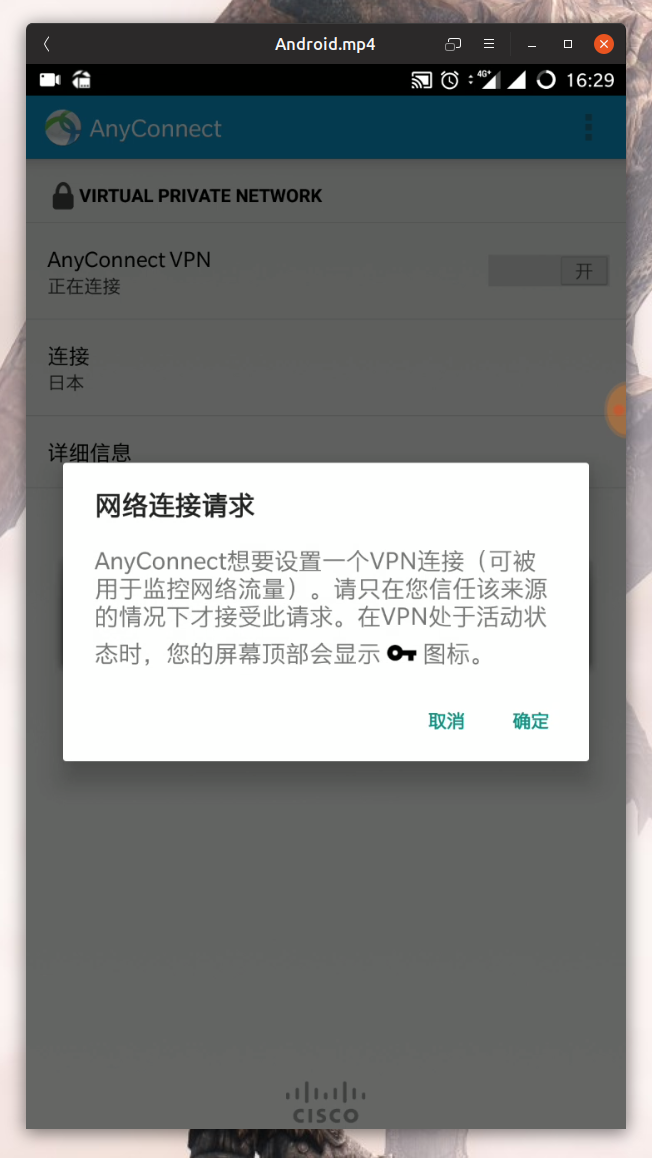 Android.mp4
4G+ 16:29
AnyConnect
VIRTUAL PRIVATE NETWORK
AnyConnect VPN
正在连接
开
连接
日本
详细信息
网络连接请求
AnyConnect想要设置一个VPN连接（可被
用于监控网络流量）。请只在您信任该来源
的情况下才接受此请求。在VPN处于活动状
态时，您的屏幕顶部会显示 图标。
取消 确定
CISCO